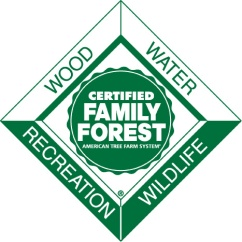 WOOD
WATER
CERTIFIED
FAMILY
FOREST
AMERICAN TREE FARM SYSTEM®
RECREATION
WILDLIFE
®